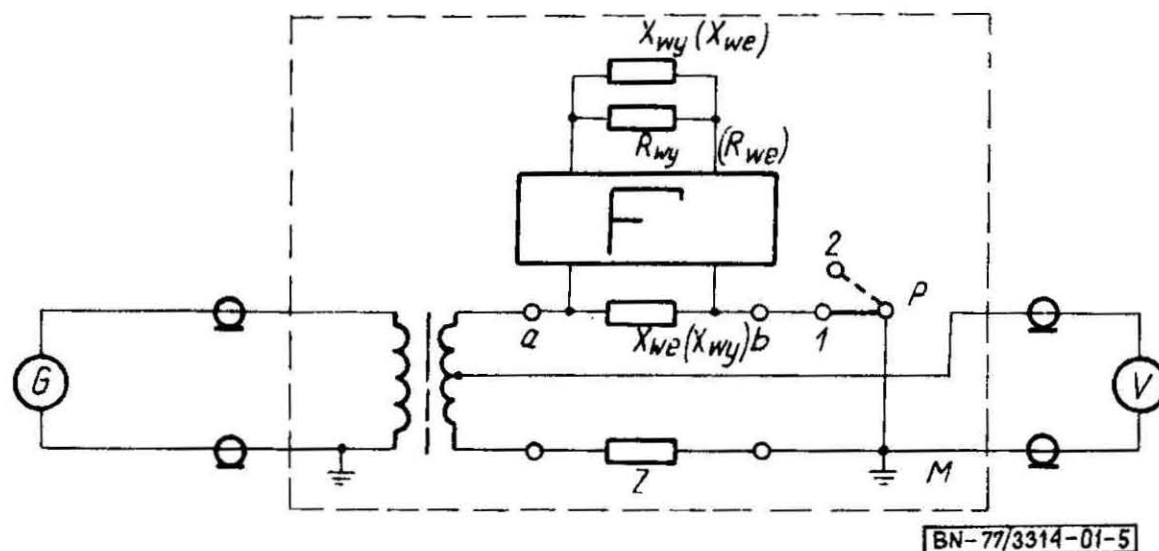 X_wy (X_we)
R_wy (R_we)
F
2
P
a
X_we (X_wy)
b
1
G
V
Z
M
BN-77/3314-01-5